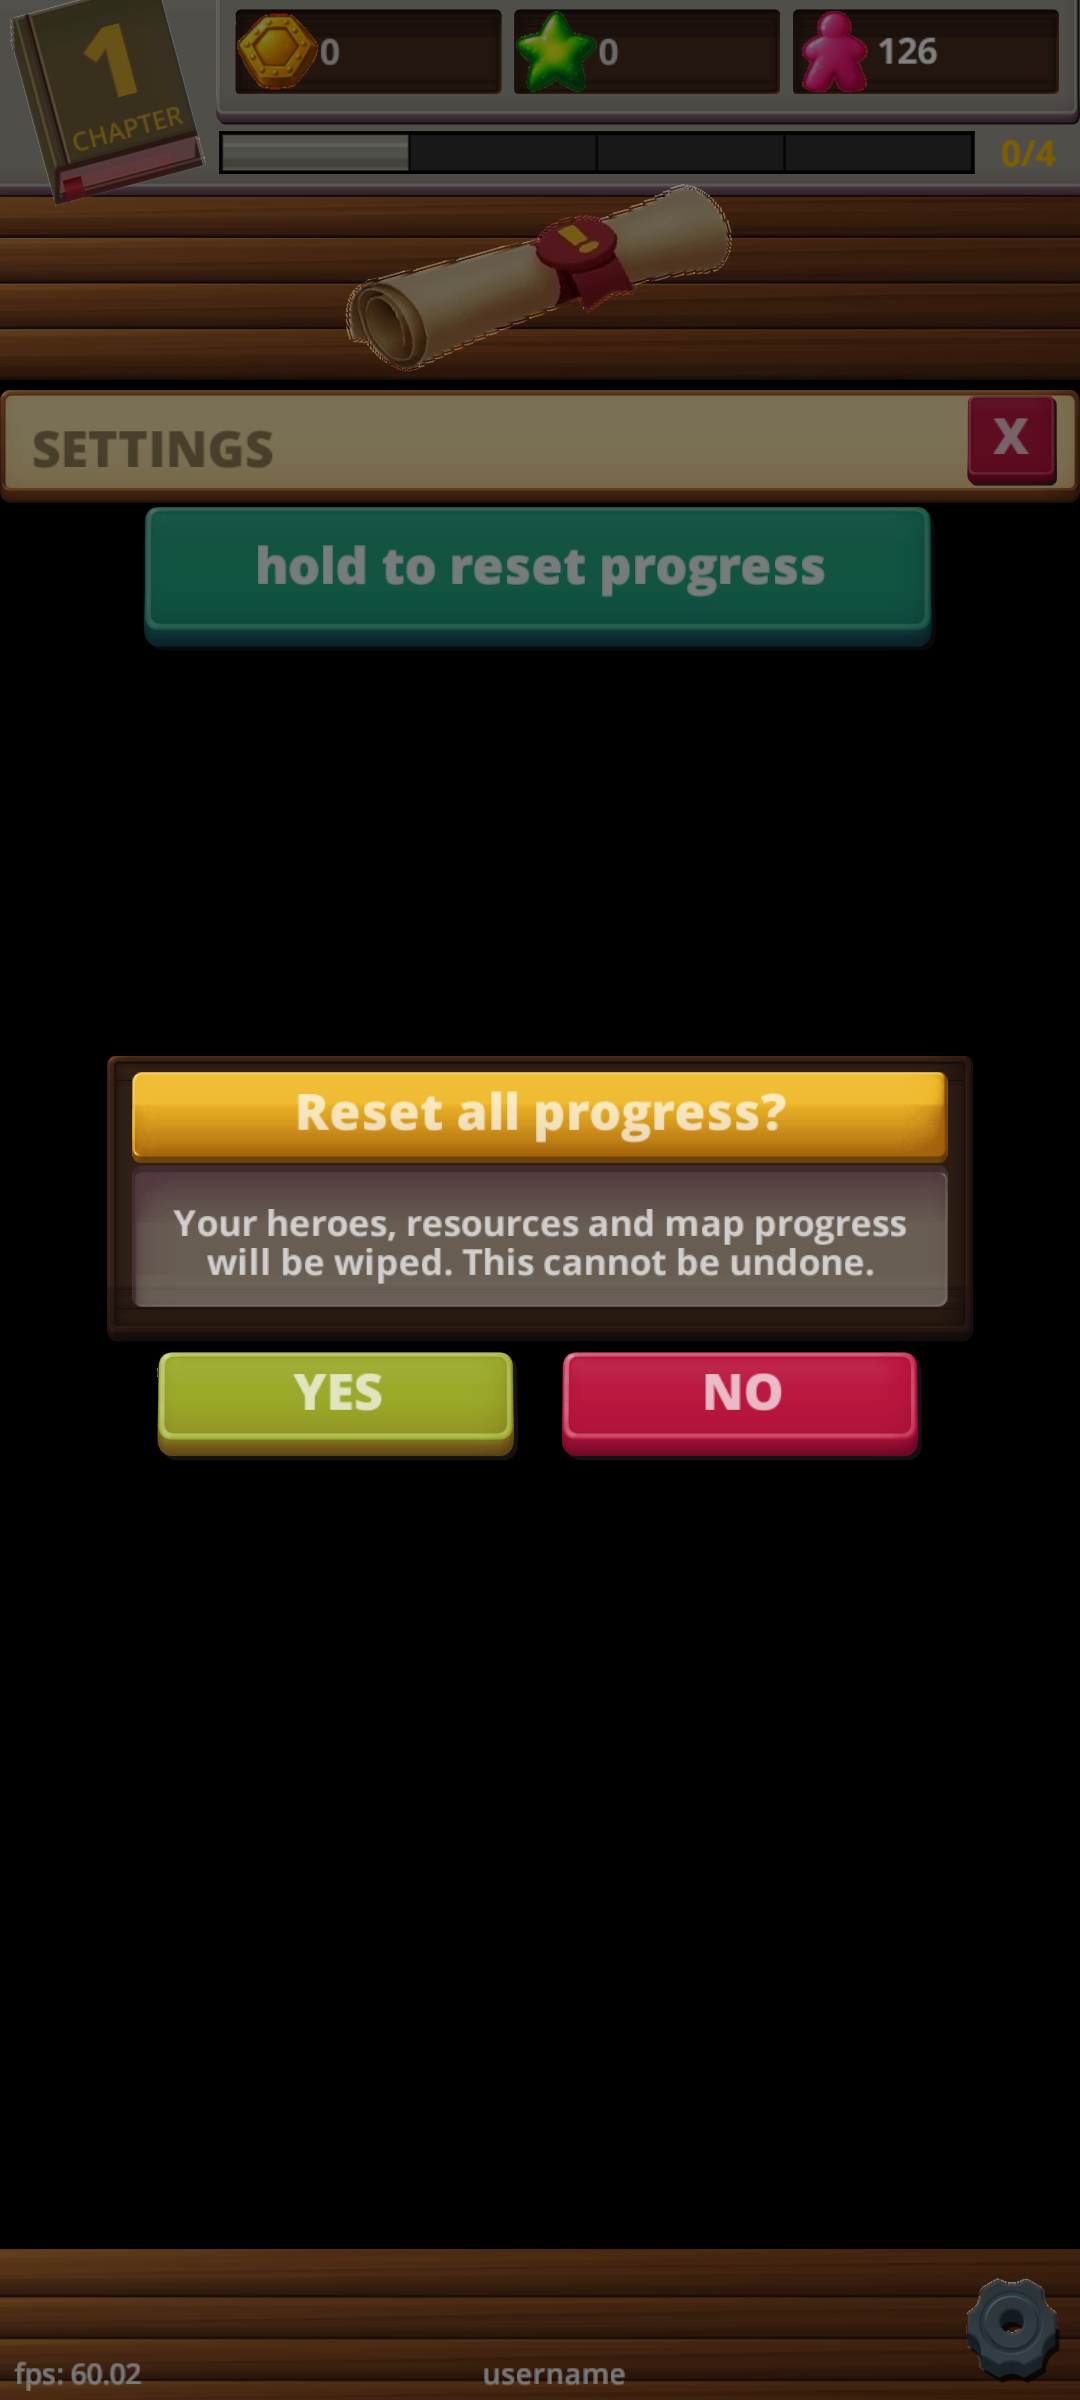 1
CHAPTER
0
0
126
0/4
!
SETTINGS
X
hold to reset progress
Reset all progress?
Your heroes, resources and map progress
will be wiped. This cannot be undone.
YES
NO
fps: 60.02
username